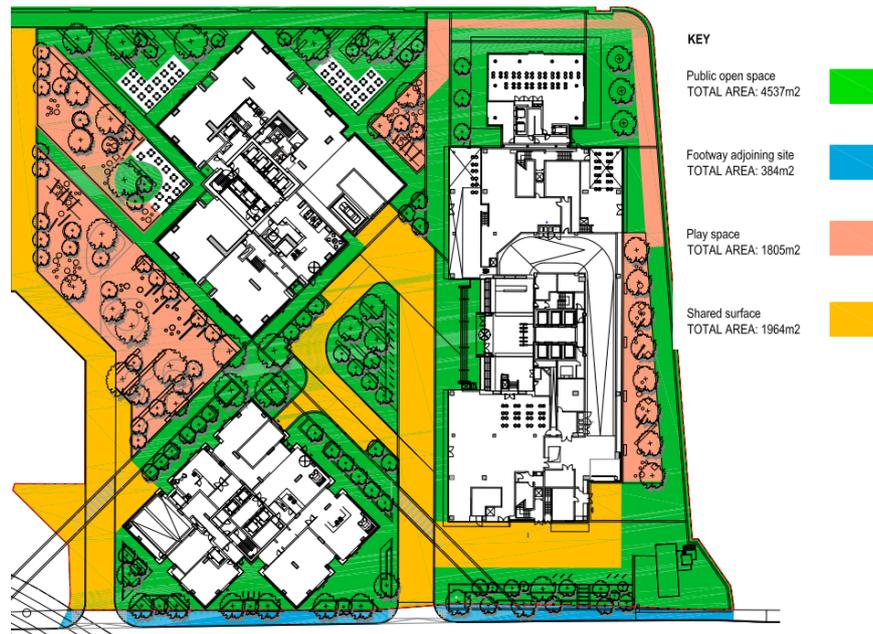 KEY
Public open space
TOTAL AREA: 4537m2
Footway adjoining site
TOTAL AREA: 384m2
Play space
TOTAL AREA: 1805m2
Shared surface
TOTAL AREA: 1964m2